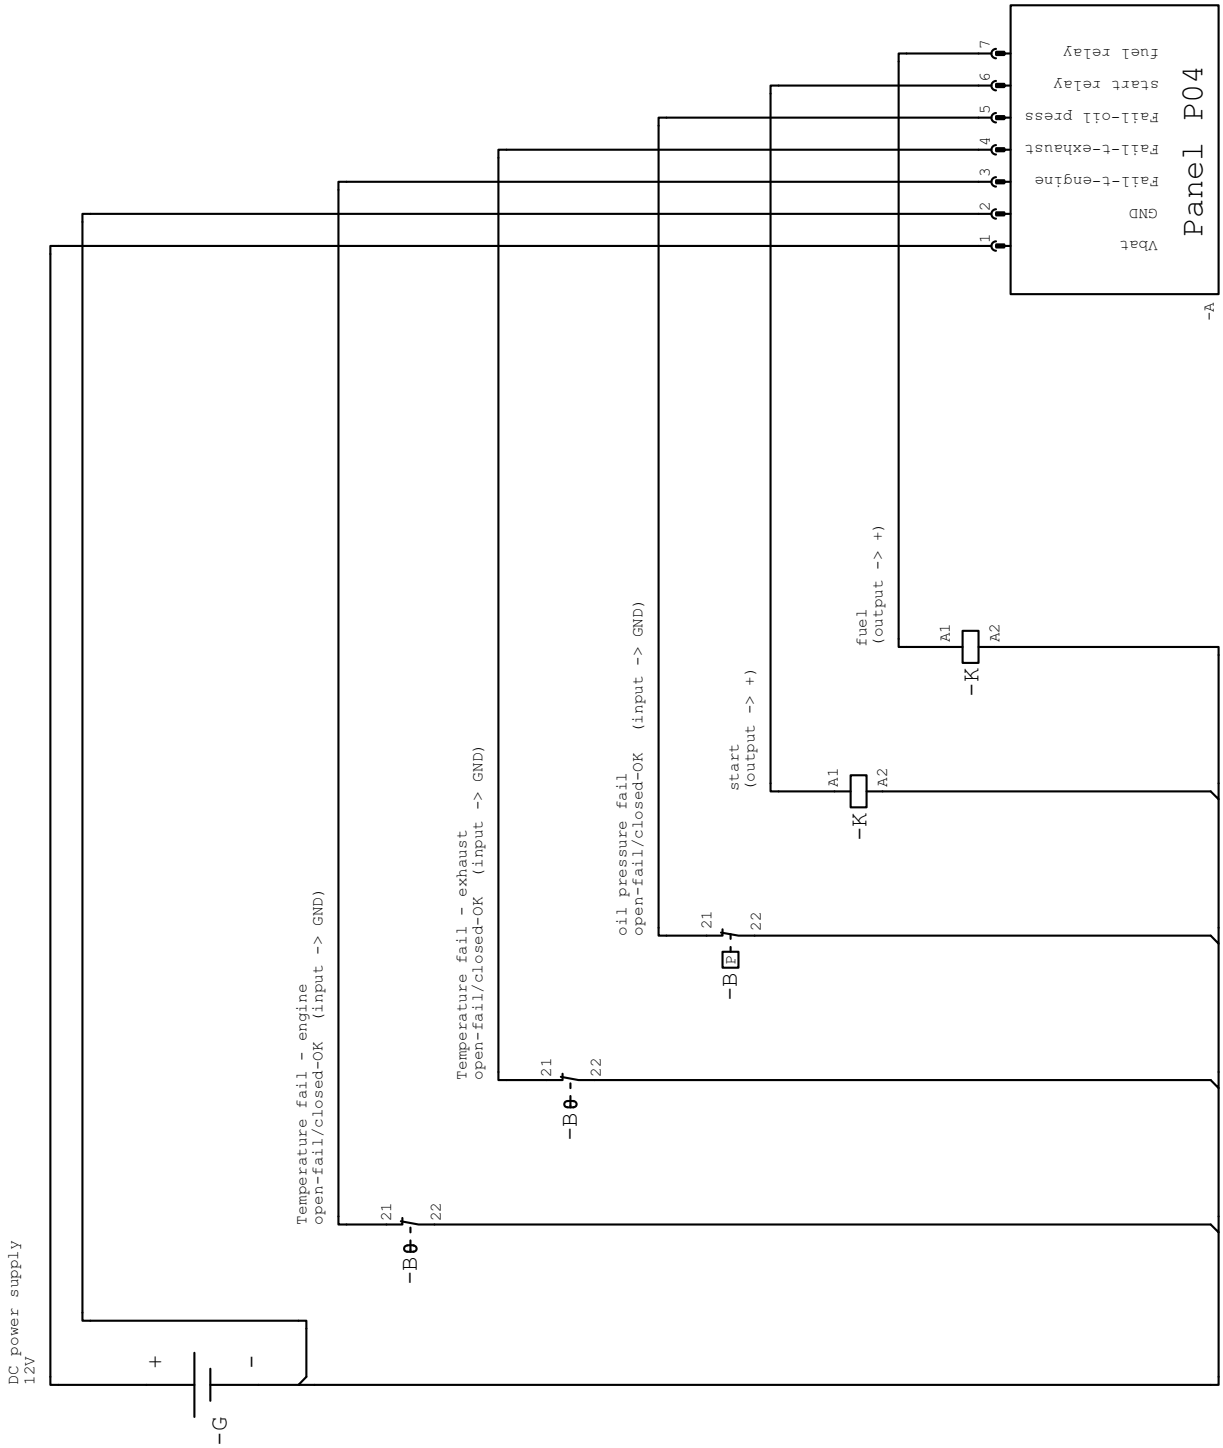 DC power supply
12V
+
-
-G
Temperature fail - engine
open-fail/closed-OK (input -> GND)
21
22
-B
Temperature fail - exhaust
open-fail/closed-OK (input -> GND)
21
22
-B
oil pressure fail
open-fail/closed-OK (input -> GND)
21
22
-B
P
start
(output -> +)
A1
A2
-K
fuel
(output -> +)
A1
A2
-K
1
2
3
4
5
6
7
Vbat
GND
Fail-t-engine
Fail-t-exhaust
Fail-oil press
start relay
fuel relay
Panel P04
-A